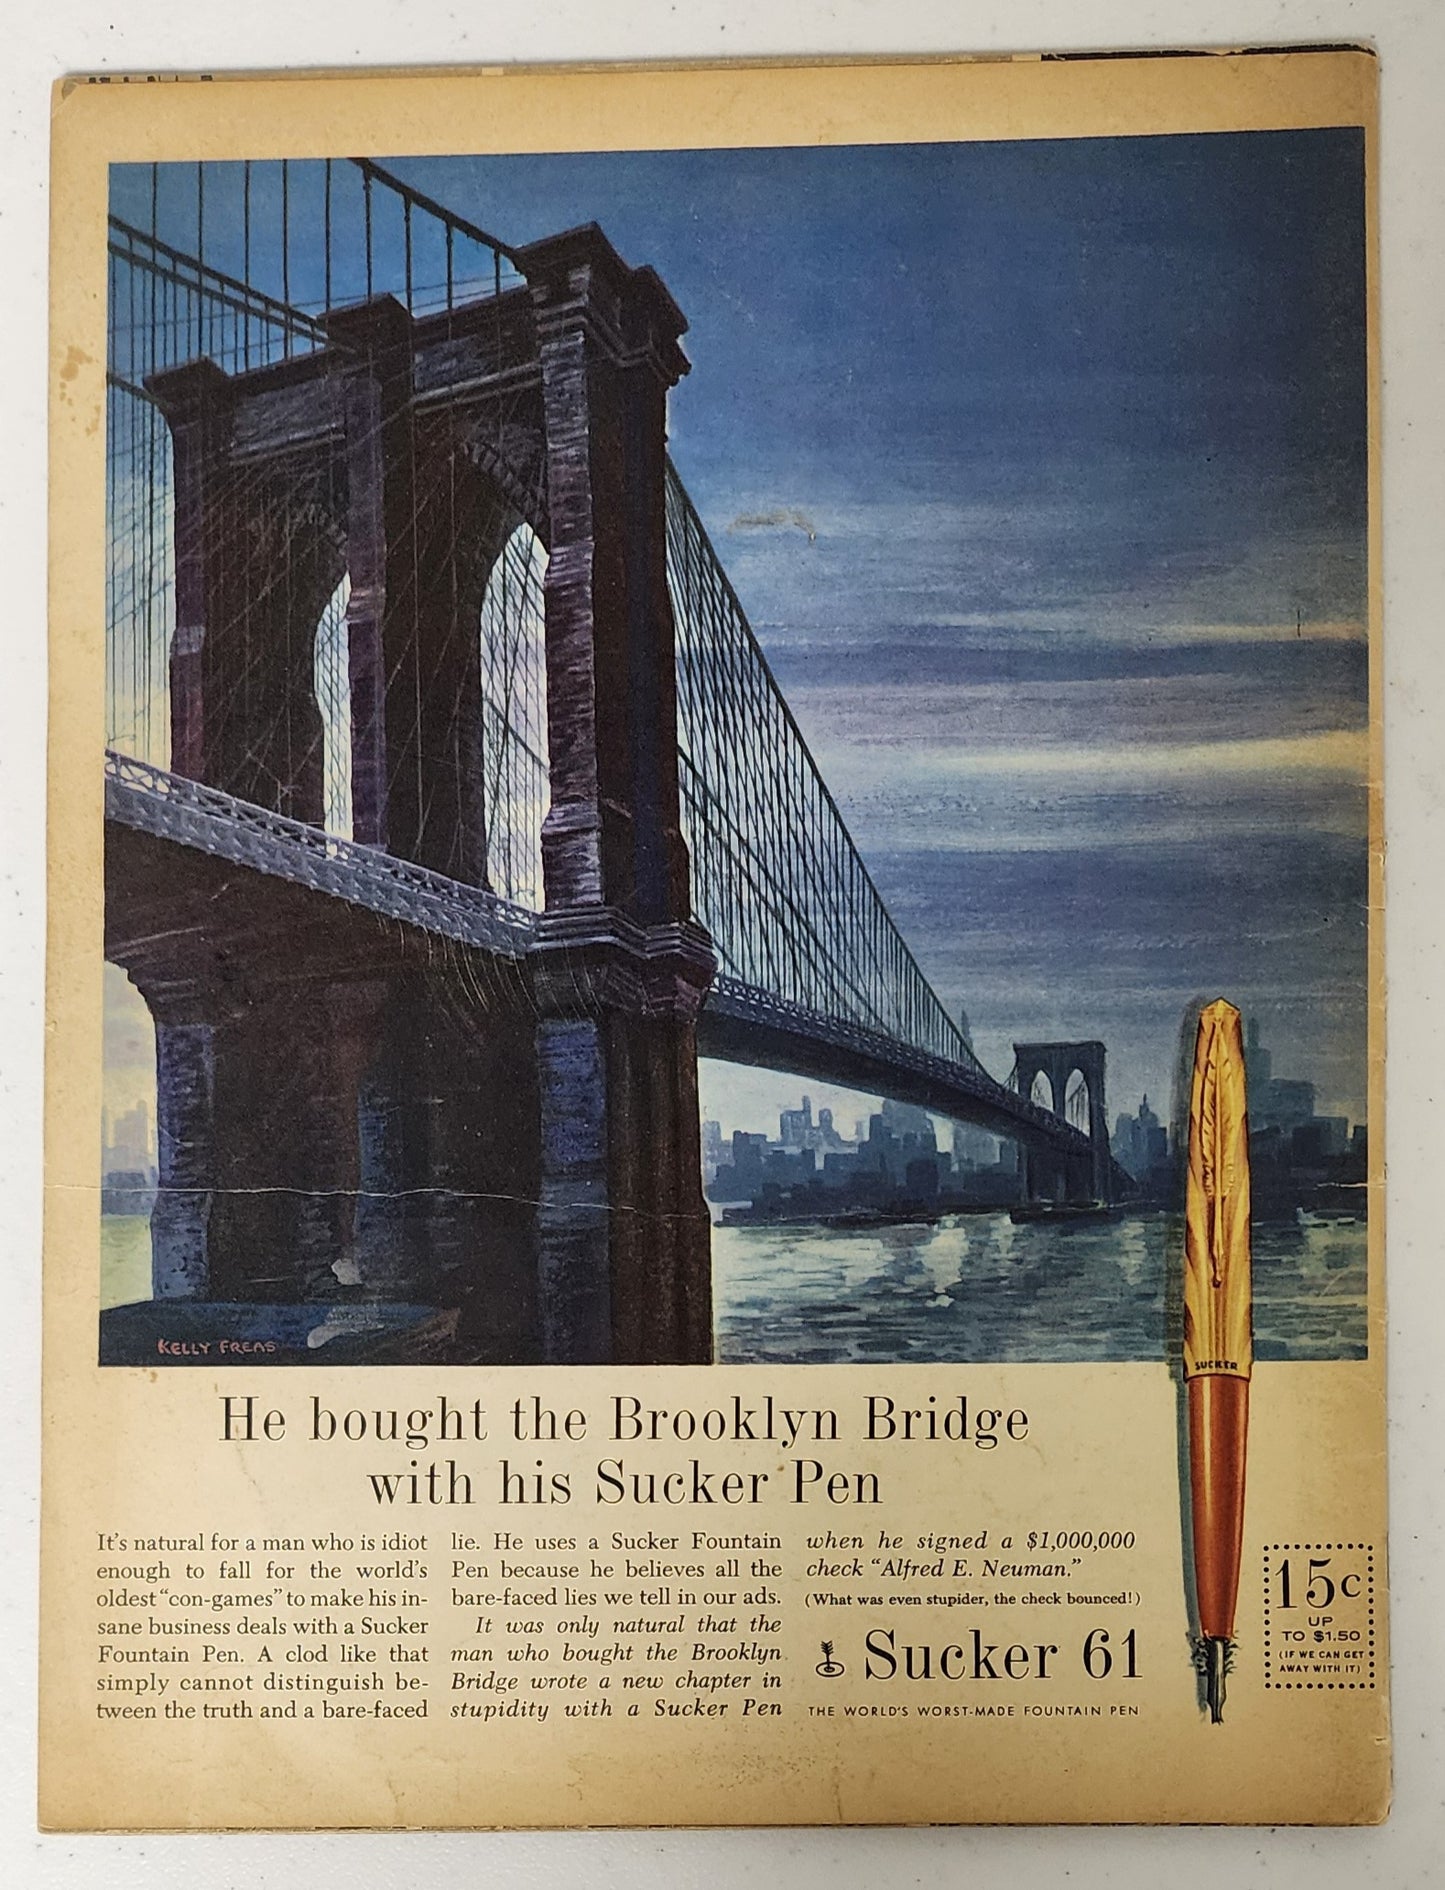 KELLY FREAS
SUCKER
He bought the Brooklyn Bridge
with his Sucker Pen
It's natural for a man who is idiot
enough to fall for the world's
oldest "con-games" to make his in-
sane business deals with a Sucker
Fountain Pen. A clod like that
simply cannot distinguish be-
tween the truth and a bare-faced
lie. He uses a Sucker Fountain
Pen because he believes all the
bare-faced lies we tell in our ads.
It was only natural that the
man who bought the Brooklyn
Bridge wrote a new chapter in
stupidity with a Sucker Pen
when he signed a $1,000,000
check "Alfred E. Neuman."
(What was even stupider, the check bounced!)
Sucker 61
THE WORLD'S WORST-MADE FOUNTAIN PEN
15c
UP
TO $1.50
(IF WE CAN GET
AWAY WITH IT)